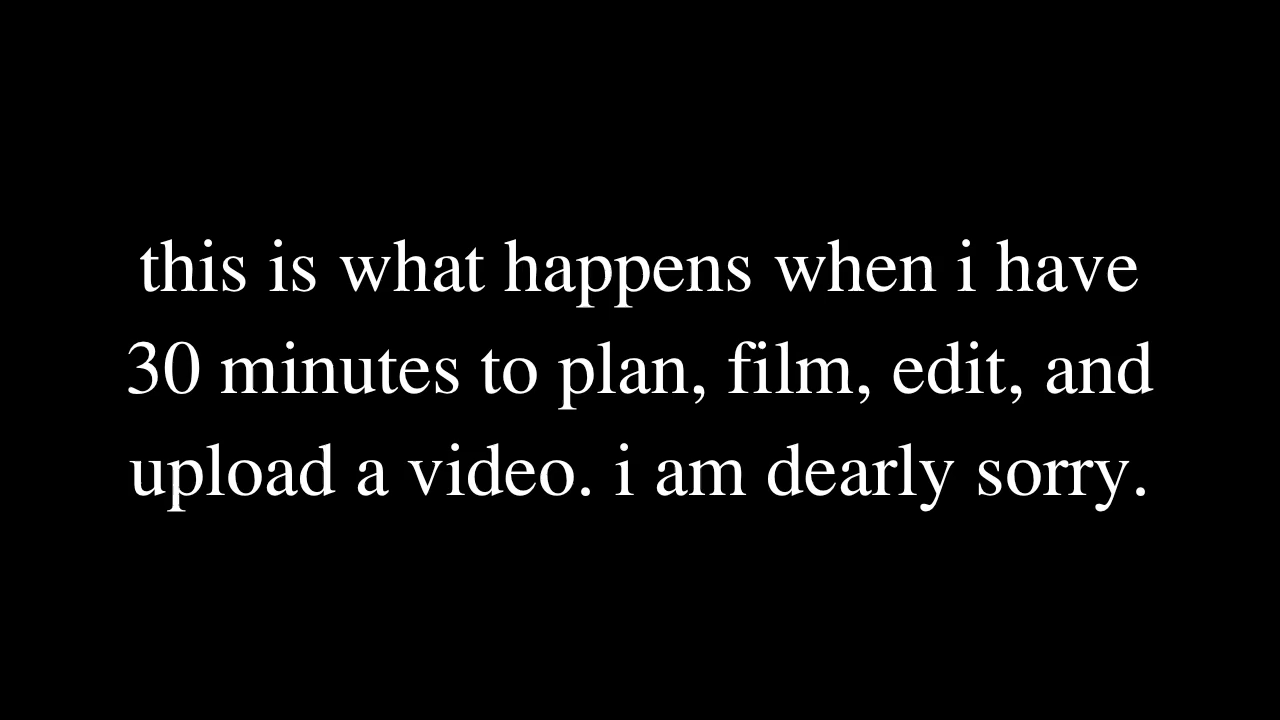 this is what happens when i have
30 minutes to plan, film, edit, and
upload a video. i am dearly sorry.